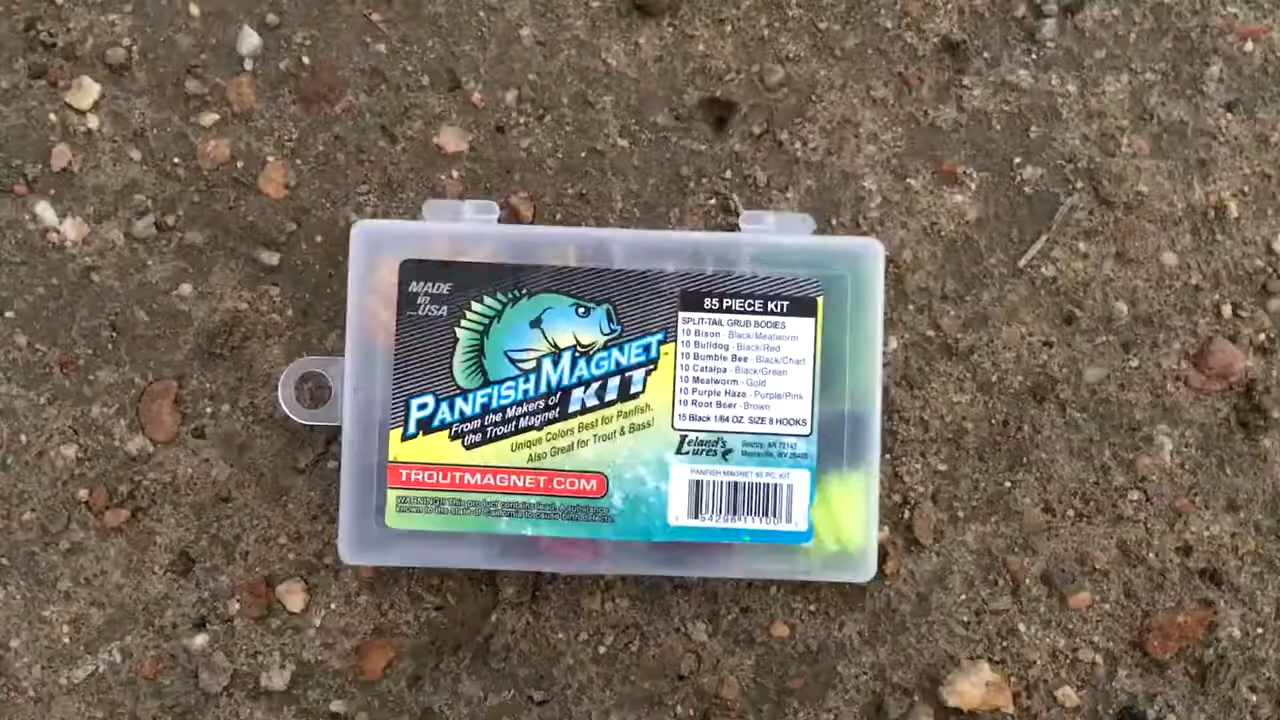 MADE
in
...USA
PANFISH MAGNET
KIT
From the Makers of
the Trout Magnet
Unique Colors Best for Panfish.
Also Great for Trout & Bass!
TROUTMAGNET.COM
WARNING!! This product contains lead. A substance
known to the state of California to cause birth defects.
85 PIECE KIT
SPLIT-TAIL GRUB BODIES
10 Bison - Black/Mealworm
10 Bulldog - Black/Red
10 Bumble Bee - Black/Chart
10 Catalpa - Black/Green
10 Mealworm - Gold
10 Purple Haze - Purple/Pink
10 Root Beer - Brown
15 Black 1/64 OZ. SIZE 8 HOOKS
Leland's
Lures
Searcy, AR 72143
PANFISH MAGNET 85 PC. KIT